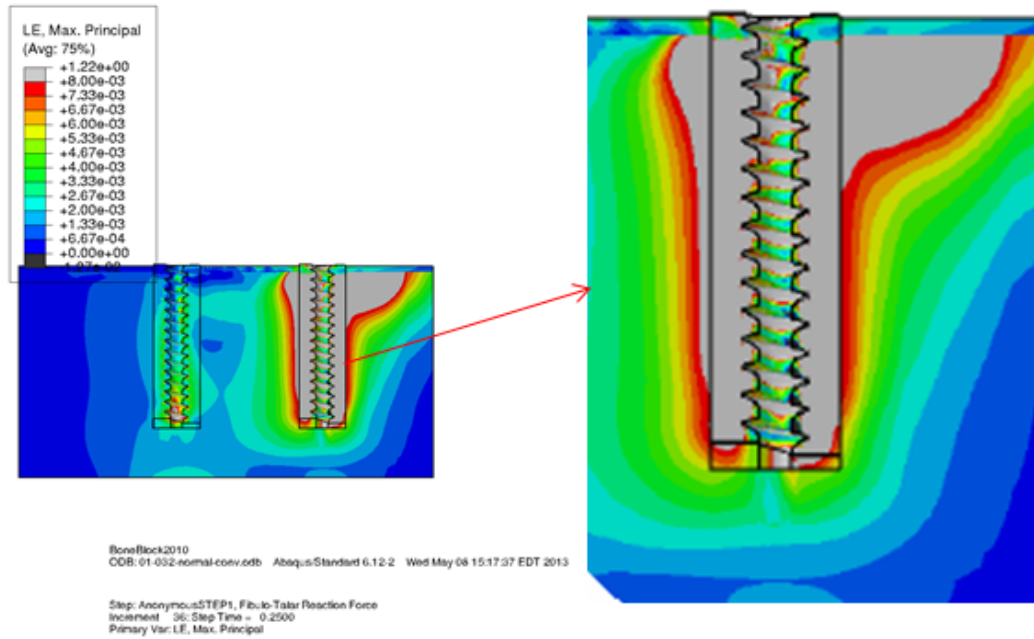 LE, Max. Principal
(Avg: 75%)
+1.22e+00
+8.00e-03
+7.33e-03
+6.67e-03
+6.00e-03
+5.33e-03
+4.67e-03
+4.00e-03
+3.33e-03
+2.67e-03
+2.00e-03
+1.33e-03
+6.67e-04
+0.00e+00
BoneBlock2010
ODB: 01-032-normal-conv.odb Abaqus/Standard 6.12-2 Wed May 08 15:17:37 EDT 2013
Step: AnonymousSTEP1, Fibulo-Talar Reaction Force
Increment 36: Step Time = 0.2500
Primary Var: LE, Max. Principal